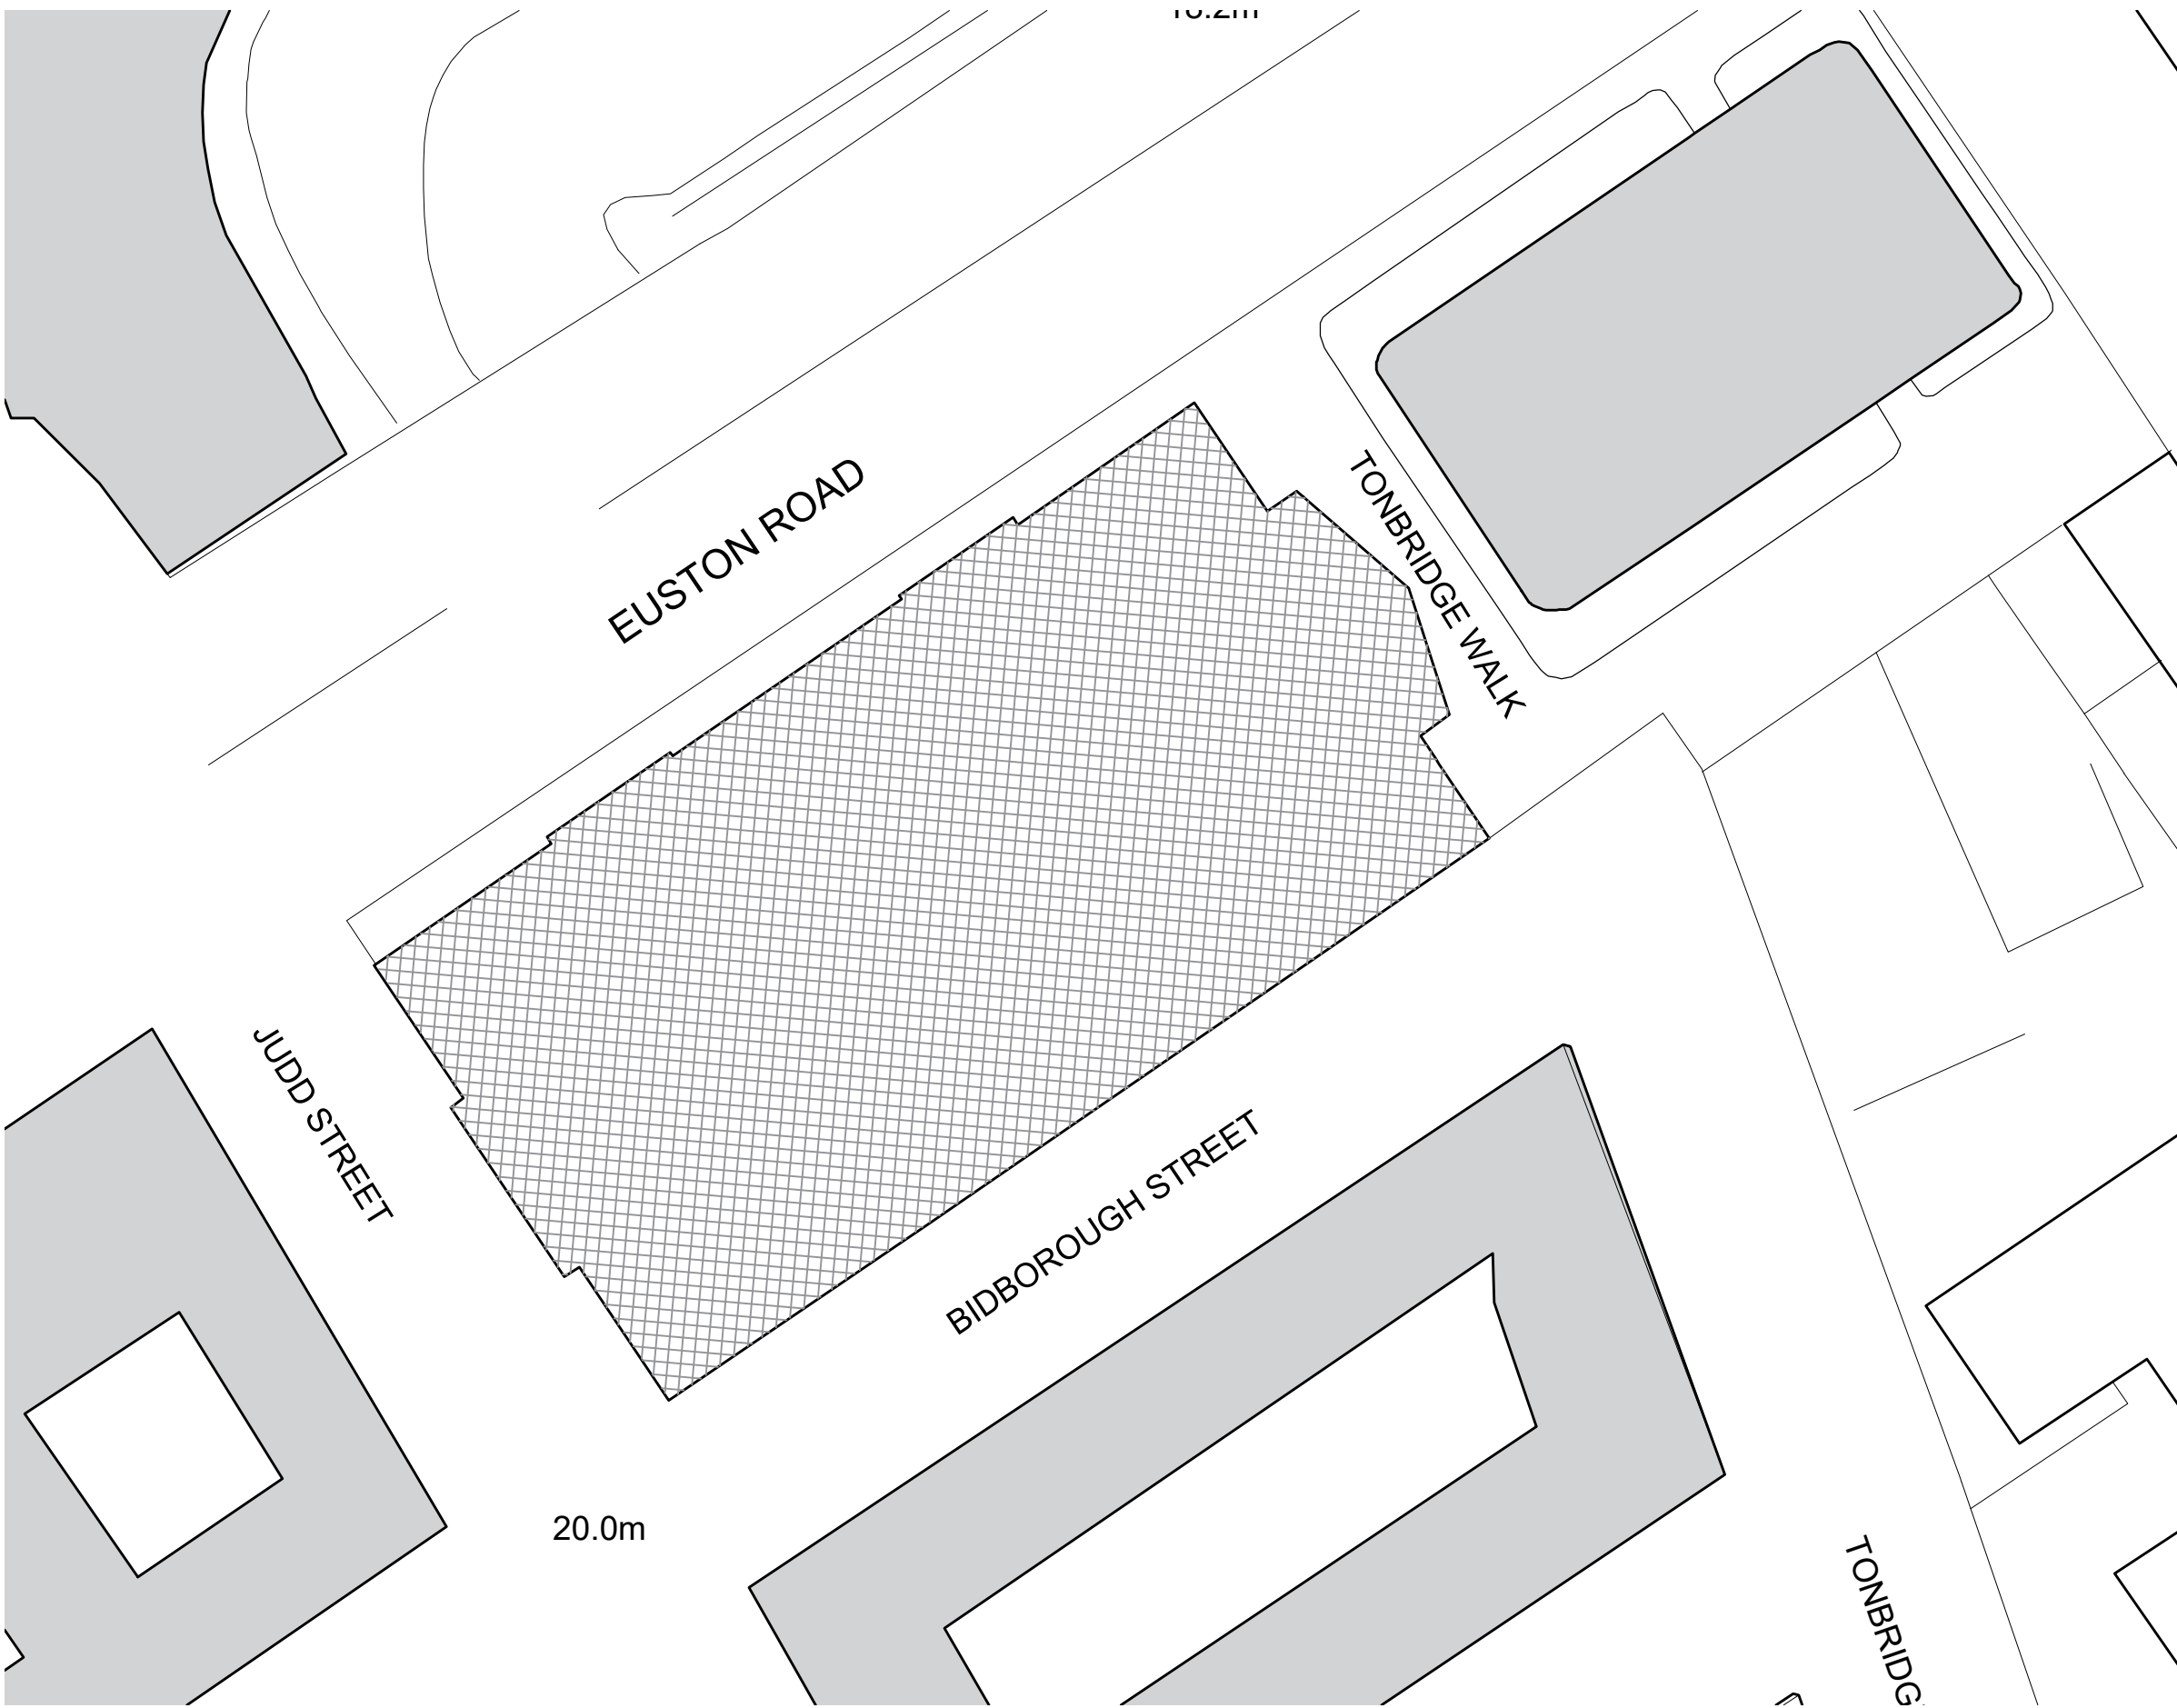 EUSTON ROAD
TONBRIDGE WALK
JUDD STREET
BIDBOROUGH STREET
20.0m